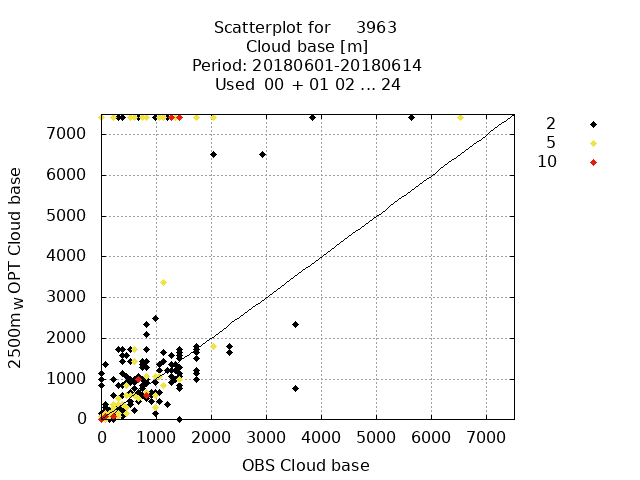 Scatterplot for 3963
Cloud base [m]
Period: 20180601-20180614
Used 00 + 01 02 ... 24
2
5
10
7000
6000
5000
4000
3000
2000
1000
0
2500m w OPT Cloud base
0 1000 2000 3000 4000 5000 6000 7000
OBS Cloud base